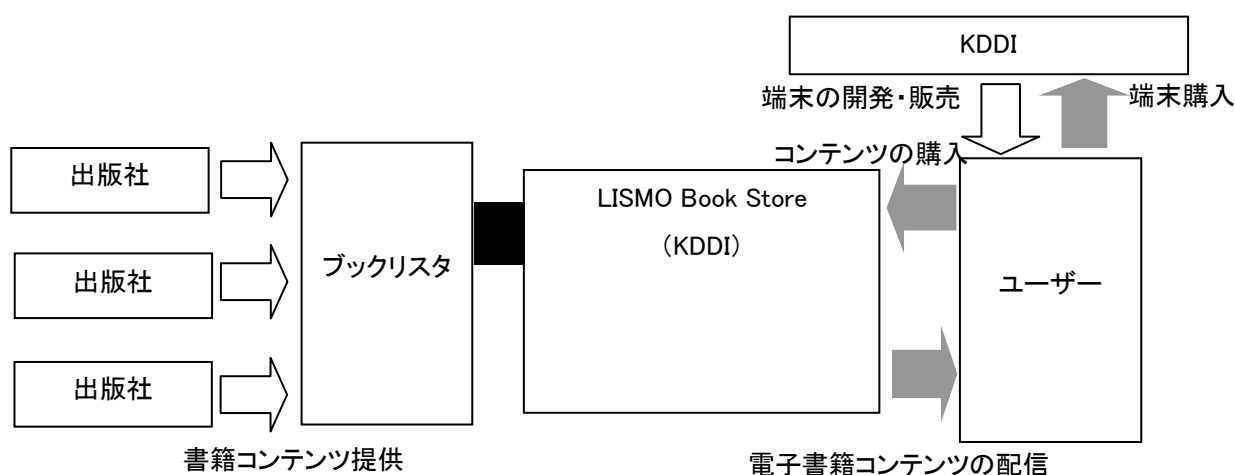 KDDI
端末の開発・販売
端末購入
コンテンツの購入
出版社
出版社
出版社
ブックリスタ
LISMO Book Store
（KDDI）
ユーザー
書籍コンテンツ提供
電子書籍コンテンツの配信